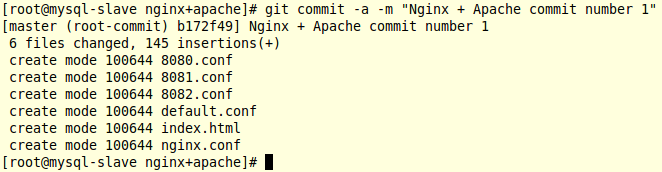 [root@mysql-slave nginx+apache]# git commit -a -m "Nginx + Apache commit number 1"
[master (root-commit) b172f49] Nginx + Apache commit number 1
 6 files changed, 145 insertions(+)
 create mode 100644 8080.conf
 create mode 100644 8081.conf
 create mode 100644 8082.conf
 create mode 100644 default.conf
 create mode 100644 index.html
 create mode 100644 nginx.conf
[root@mysql-slave nginx+apache]#